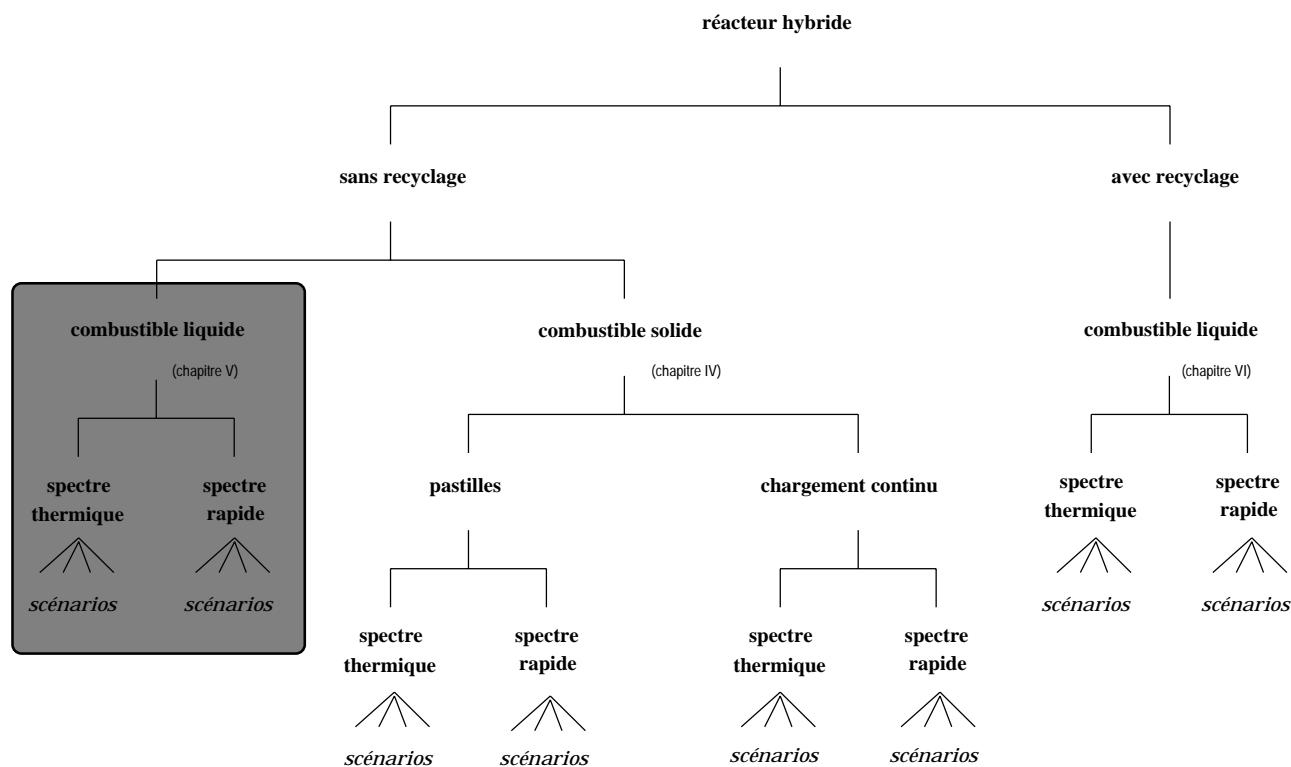 réacteur hybride
sans recyclage
avec recyclage
combustible liquide
(chapitre V)
combustible solide
(chapitre IV)
combustible liquide
(chapitre VI)
spectre
thermique
spectre
rapide
pastilles
chargement continu
spectre
thermique
spectre
rapide
scénarios
scénarios
scénarios
scénarios
spectre
thermique
spectre
rapide
spectre
thermique
spectre
rapide
scénarios
scénarios
scénarios
scénarios